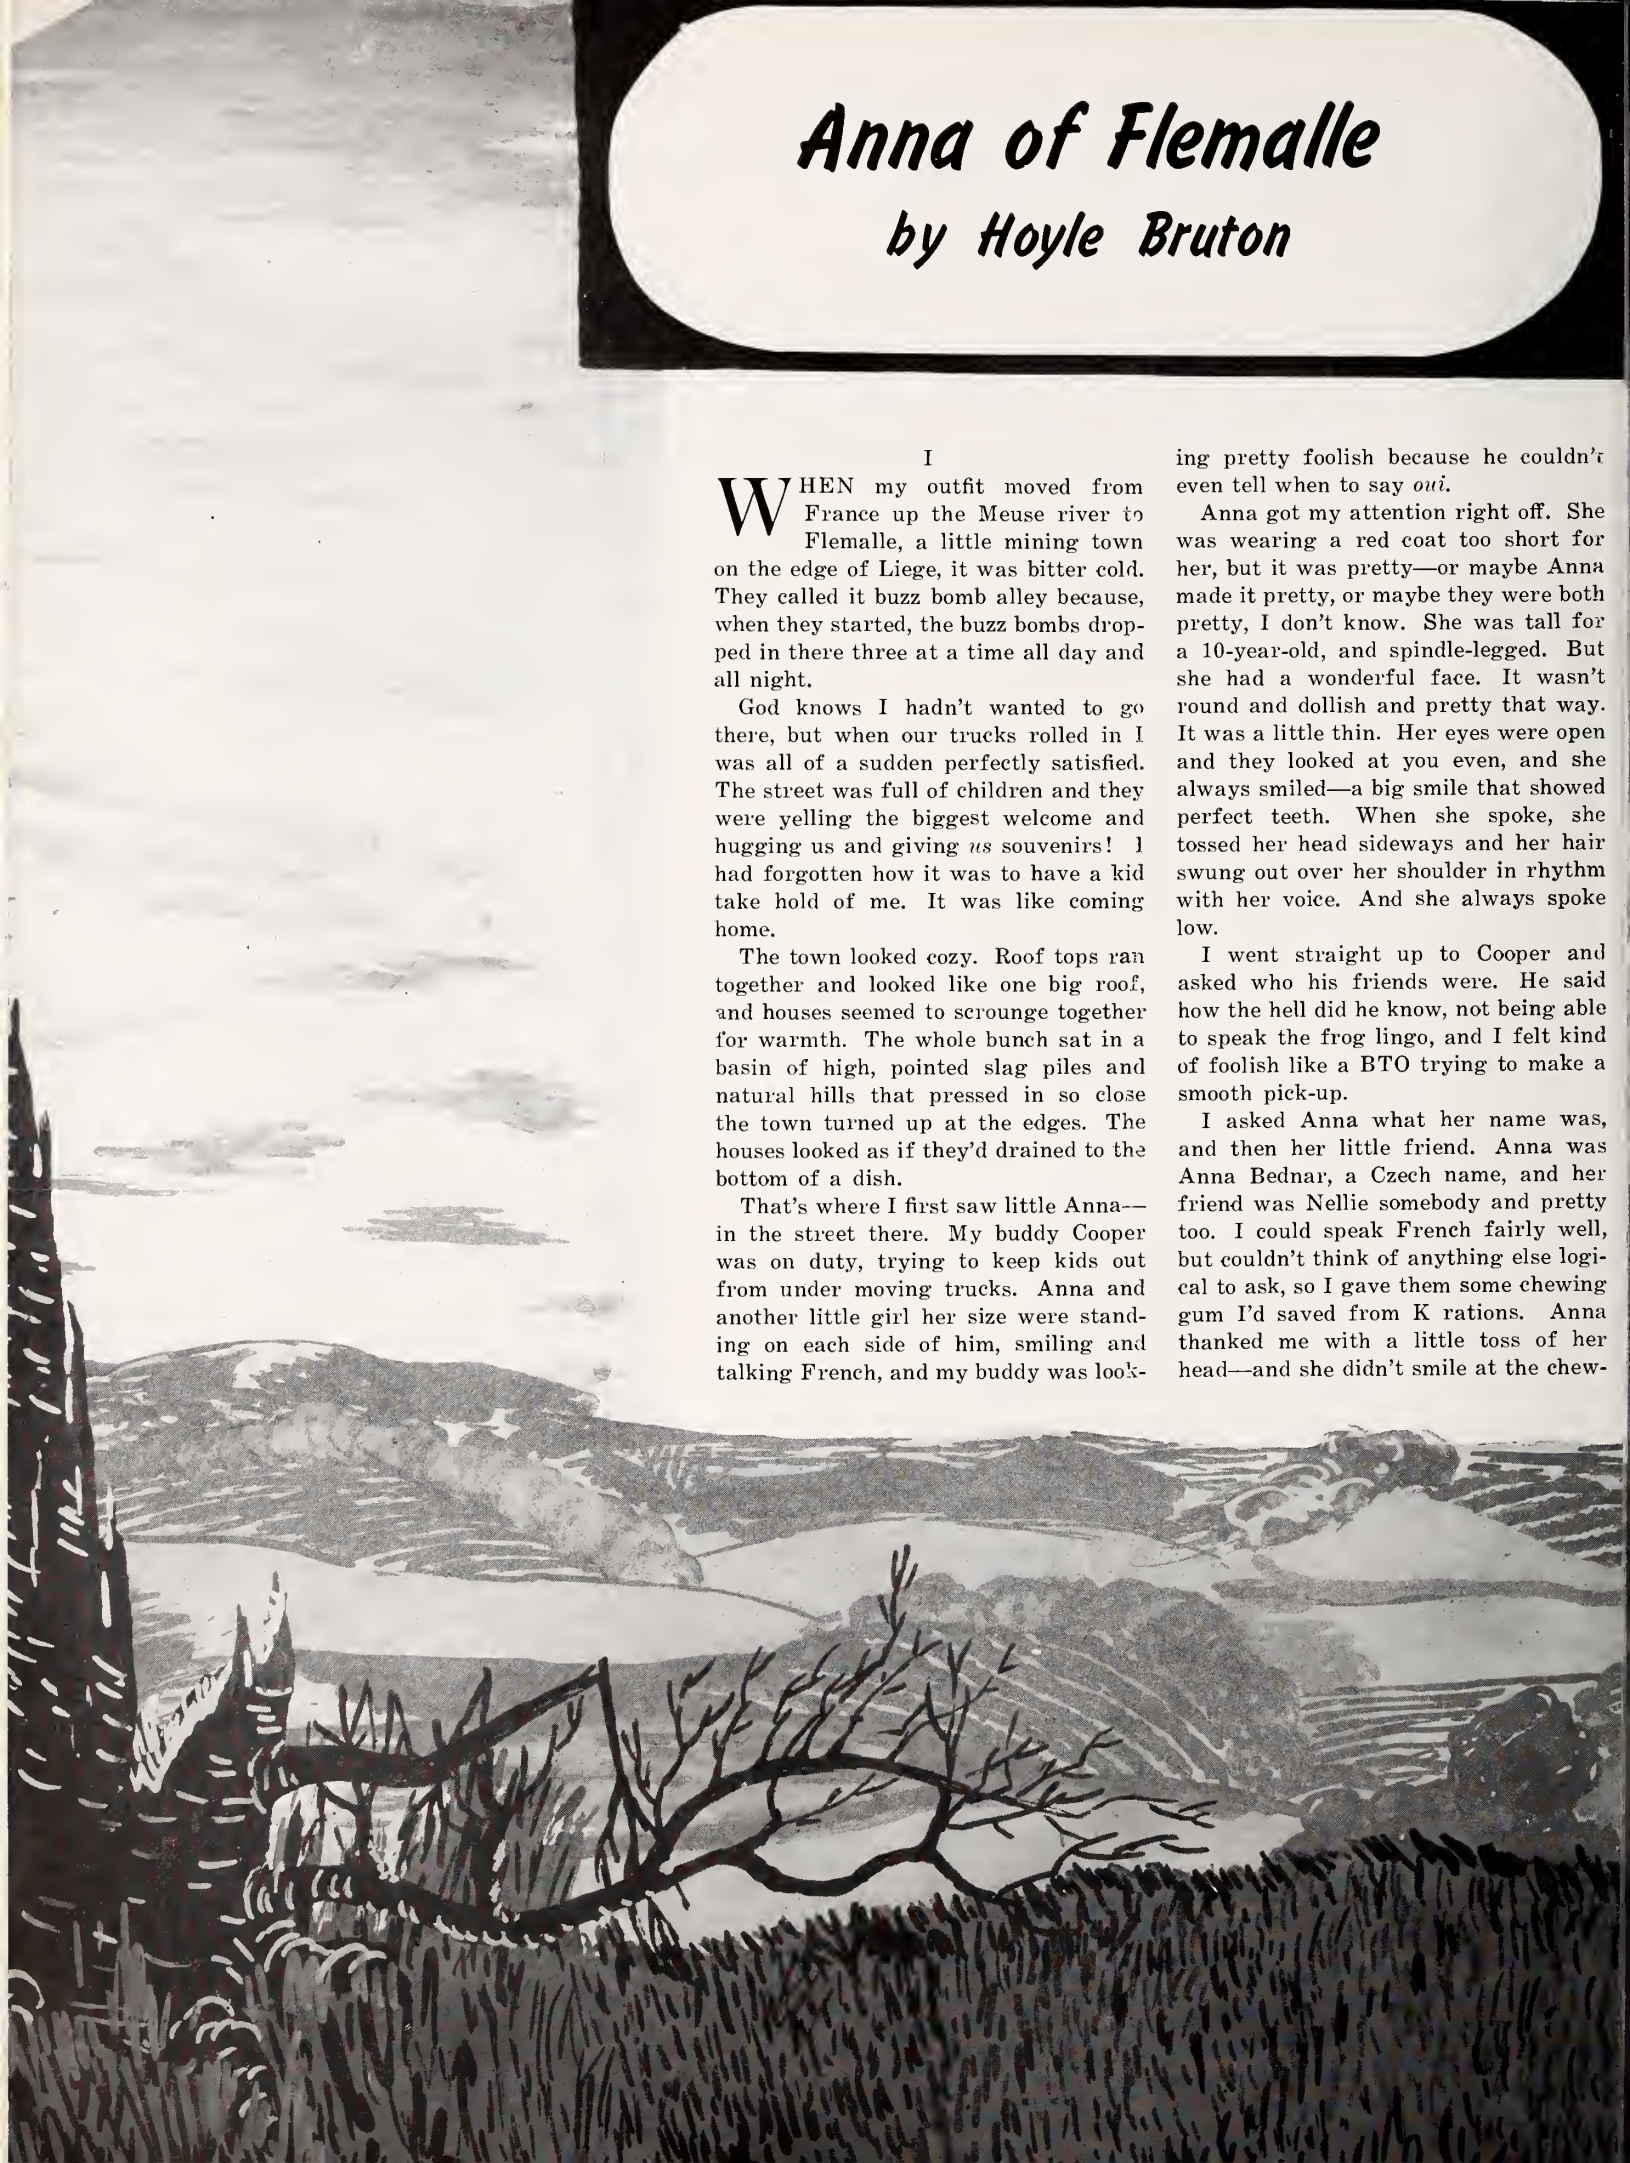 Anna of Flemalle
by Hoyle Bruton
I
WHEN my outfit moved from
France up the Meuse river to
Flemalle, a little mining town
on the edge of Liege, it was bitter cold.
They called it buzz bomb alley because,
when they started, the buzz bombs drop-
ped in there three at a time all day and
all night.
God knows I hadn't wanted to go
there, but when our trucks rolled in I
was all of a sudden perfectly satisfied.
The street was full of children and they
were yelling the biggest welcome and
hugging us and giving us souvenirs! I
had forgotten how it was to have a kid
take hold of me. It was like coming
home.
The town looked cozy. Roof tops ran
together and looked like one big roof,
and houses seemed to scrounge together
for warmth. The whole bunch sat in a
basin of high, pointed slag piles and
natural hills that pressed in so close
the town turned up at the edges. The
houses looked as if they'd drained to the
bottom of a dish.
That's where I first saw little Anna—
in the street there. My buddy Cooper
was on duty, trying to keep kids out
from under moving trucks. Anna and
another little girl her size were stand-
ing on each side of him, smiling and
talking French, and my buddy was look-
ing pretty foolish because he couldn't
even tell when to say oui.
Anna got my attention right off. She
was wearing a red coat too short for
her, but it was pretty—or maybe Anna
made it pretty, or maybe they were both
pretty, I don't know. She was tall for
a 10-year-old, and spindle-legged. But
she had a wonderful face. It wasn't
round and dollish and pretty that way.
It was a little thin. Her eyes were open
and they looked at you even, and she
always smiled—a big smile that showed
perfect teeth. When she spoke, she
tossed her head sideways and her hair
swung out over her shoulder in rhythm
with her voice. And she always spoke
low.
I went straight up to Cooper and
asked who his friends were. He said
how the hell did he know, not being able
to speak the frog lingo, and I felt kind
of foolish like a BTO trying to make a
smooth pick-up.
I asked Anna what her name was,
and then her little friend. Anna was
Anna Bednar, a Czech name, and her
friend was Nellie somebody and pretty
too. I could speak French fairly well,
but couldn't think of anything else logi-
cal to ask, so I gave them some chewing
gum I'd saved from K rations. Anna
thanked me with a little toss of her
head—and she didn't smile at the chew-